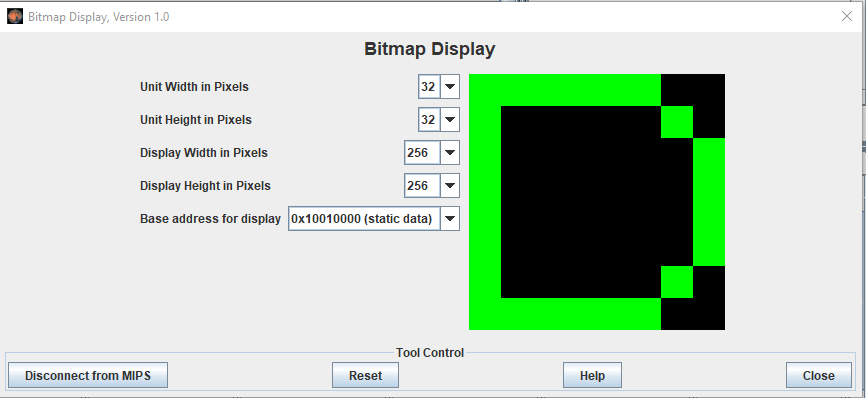 Bitmap Display, Version 1.0
Bitmap Display
Unit Width in Pixels 32
Unit Height in Pixels 32
Display Width in Pixels 256
Display Height in Pixels 256
Base address for display 0x10010000 (static data)
Tool Control
Disconnect from MIPS Reset Help Close